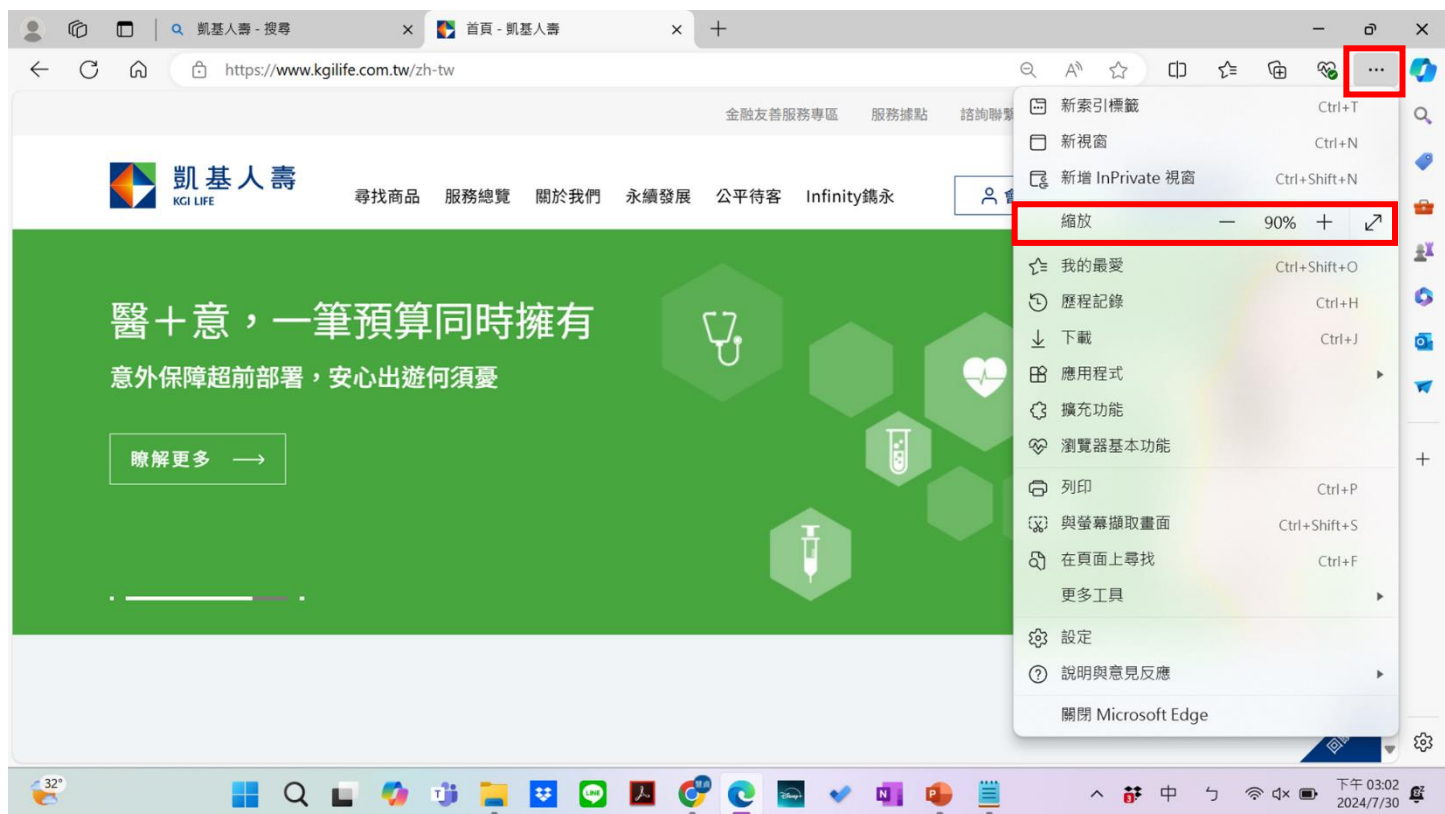 凱基人壽 - 搜尋
首頁 - 凱基人壽
https://www.kgilife.com.tw/zh-tw
金融友善服務專區 服務據點 諮詢聯繫
凱基人壽
KGI LIFE
尋找商品 服務總覽 關於我們 永續發展 公平待客 Infinity鐫永
醫＋意，一筆預算同時擁有
意外保障超前部署，安心出遊何須憂
瞭解更多
新索引標籤 Ctrl+T
新視窗 Ctrl+N
新增 InPrivate 視窗 Ctrl+Shift+N
縮放 90%
我的最愛 Ctrl+Shift+O
歷程記錄 Ctrl+H
下載 Ctrl+J
應用程式
擴充功能
瀏覽器基本功能
列印 Ctrl+P
與螢幕擷取畫面 Ctrl+Shift+S
在頁面上尋找 Ctrl+F
更多工具
設定
說明與意見反應
關閉 Microsoft Edge
32°
LINE
中 ㄅ
下午 03:02
2024/7/30